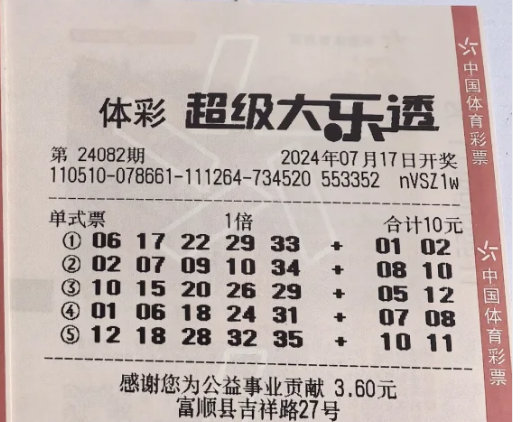 体彩 超级大乐透
第 24082期 2024年07月17日开奖
110510-078661-111264-734520 553352 nVSZ1w
单式票 1倍 合计10元
① 06 17 22 29 33 + 01 02
② 02 07 09 10 34 + 08 10
③ 10 15 20 26 29 + 05 12
④ 01 06 18 24 31 + 07 08
⑤ 12 18 28 32 35 + 10 11
感谢您为公益事业贡献 3.60元
富顺县吉祥路27号
中国体育彩票
中国体育彩票